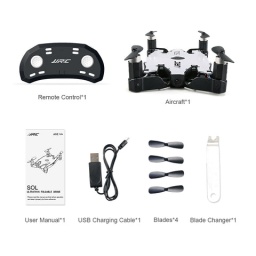 JJRC
Remote Control*1
Aircraft*1
JJRC
SOL
User Manual*1
USB Charging Cable*1
Blades*4
Blade Changer*1